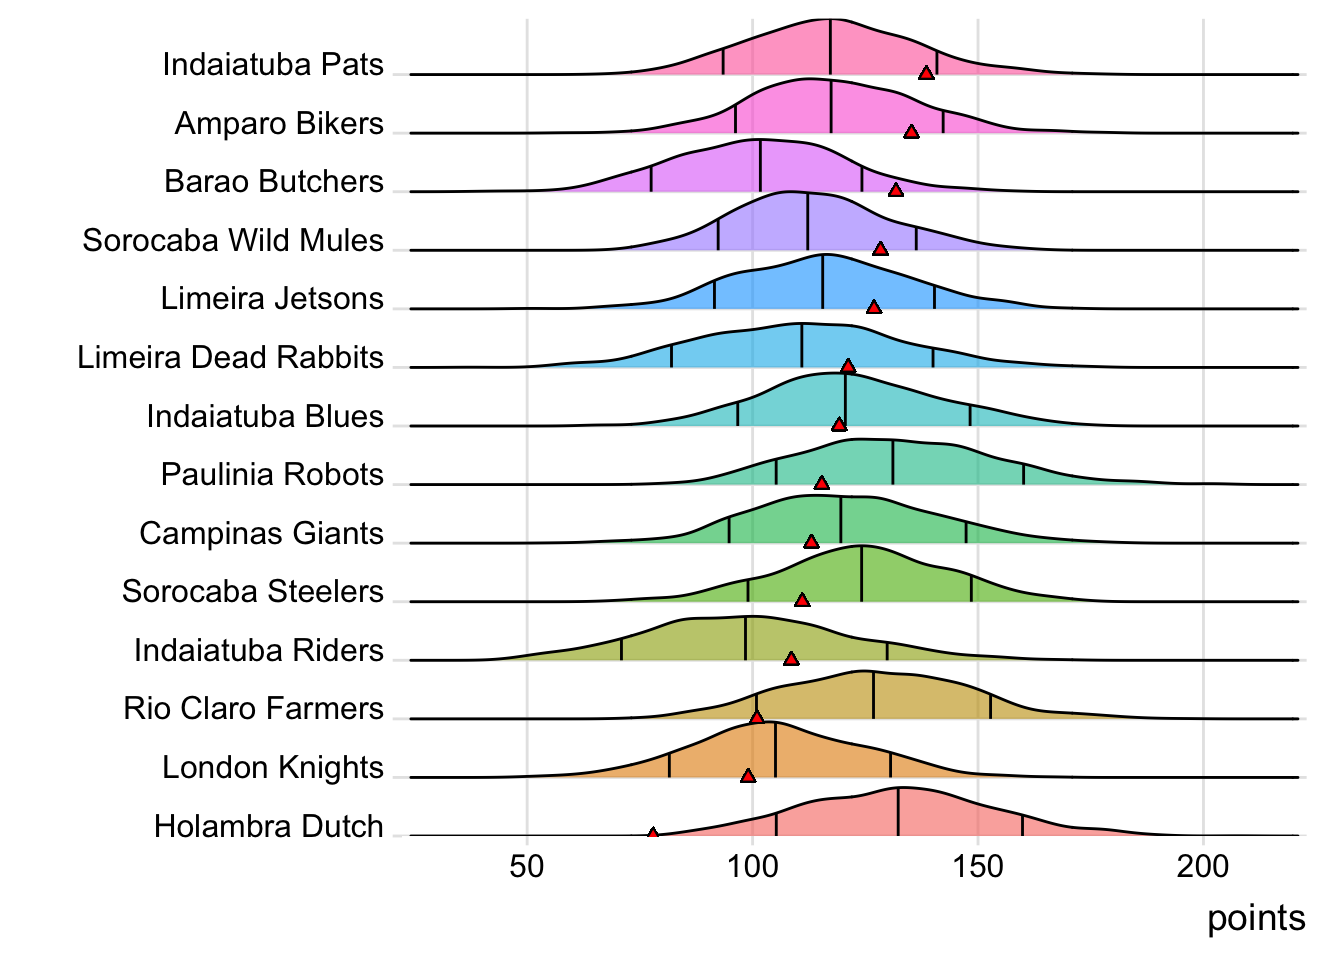 Indaiatuba Pats
Amparo Bikers
Barao Butchers
Sorocaba Wild Mules
Limeira Jetsons
Limeira Dead Rabbits
Indaiatuba Blues
Paulinia Robots
Campinas Giants
Sorocaba Steelers
Indaiatuba Riders
Rio Claro Farmers
London Knights
Holambra Dutch
50 100 150 200
points